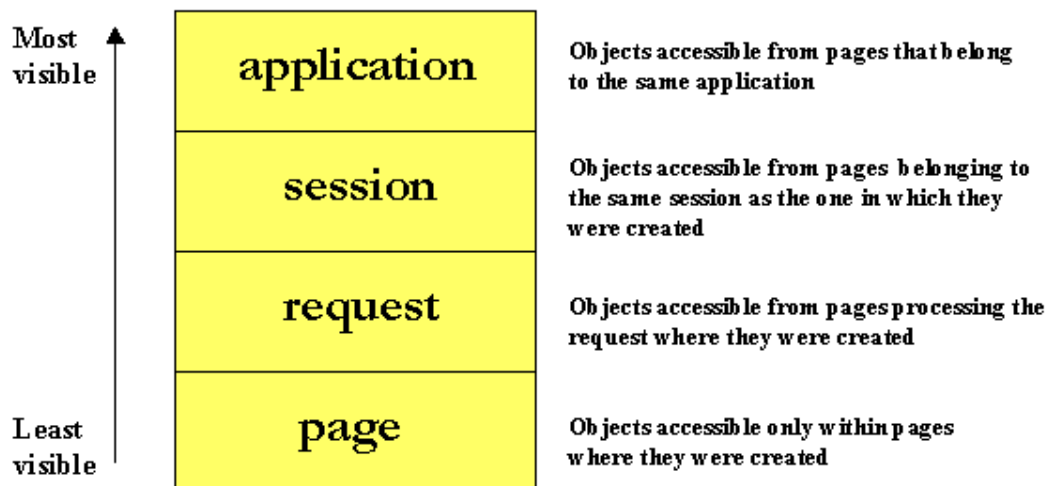 Most
visible
application
Objects accessible from pages that belong
to the same application
session
Objects accessible from pages belonging to
the same session as the one in which they
were created
request
Objects accessible from pages processing the
request where they were created
Least
visible
page
Objects accessible only within pages
where they were created